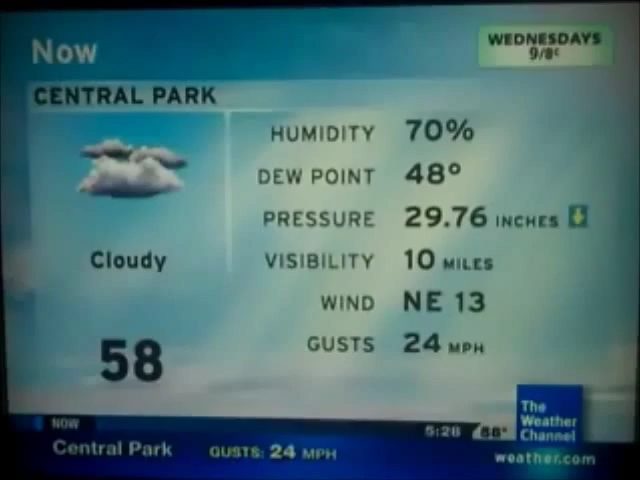 Now
WEDNESDAYS
9/8c
CENTRAL PARK
HUMIDITY 70%
DEW POINT 48°
PRESSURE 29.76 INCHES
Cloudy
VISIBILITY 10 MILES
WIND NE 13
58
GUSTS 24 MPH
NOW
5:28
Central Park GUSTS: 24 MPH
The
Weather
Channel
weather.com